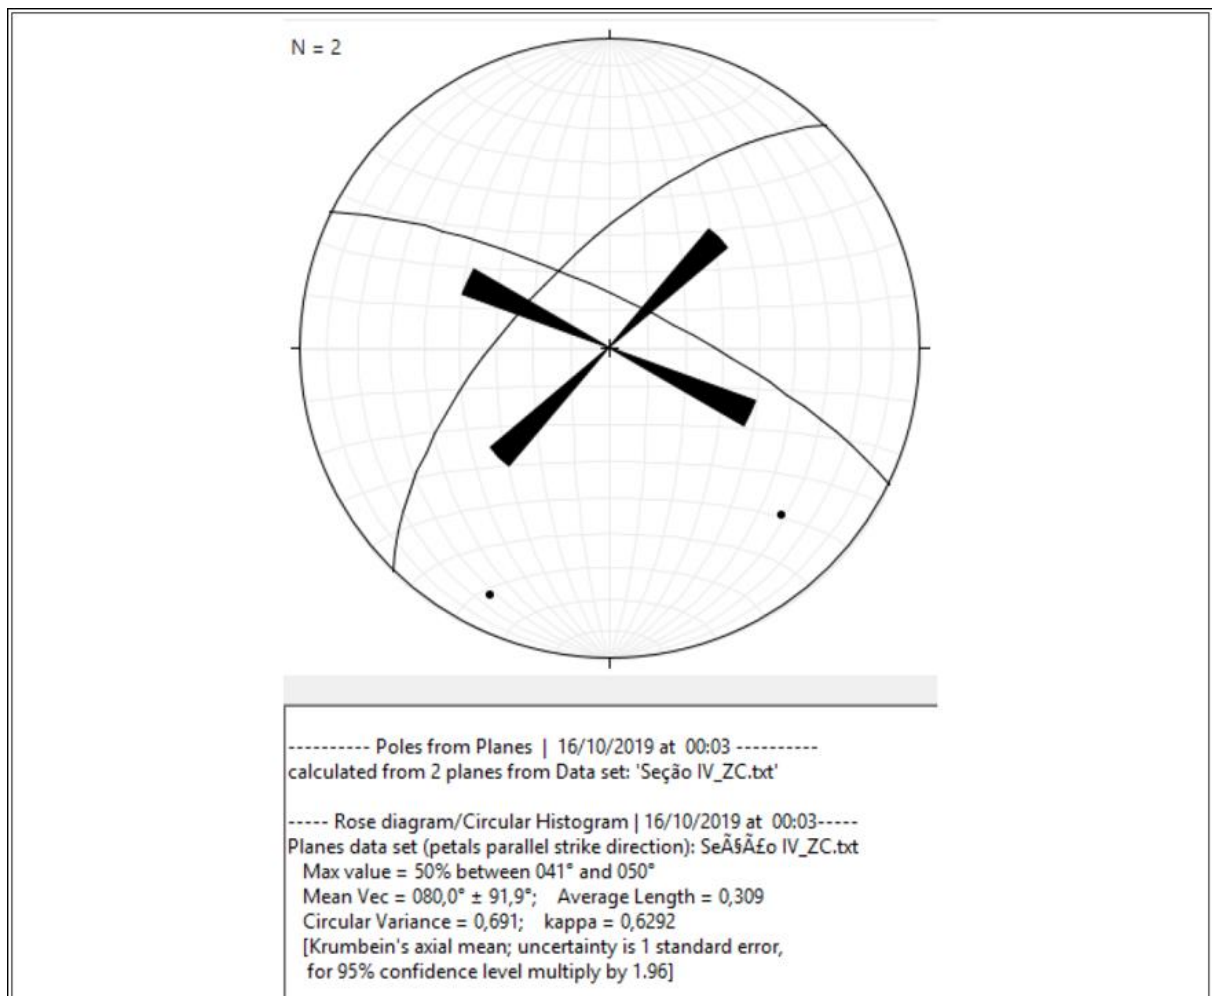 N = 2
---------- Poles from Planes | 16/10/2019 at 00:03 ----------
calculated from 2 planes from Data set: 'Seção IV_ZC.txt'
----- Rose diagram/Circular Histogram | 16/10/2019 at 00:03-----
Planes data set (petals parallel strike direction): SeÃ§Ã£o IV_ZC.txt
Max value = 50% between 041° and 050°
Mean Vec = 080,0° ± 91,9°; Average Length = 0,309
Circular Variance = 0,691; kappa = 0,6292
[Krumbein's axial mean; uncertainty is 1 standard error,
for 95% confidence level multiply by 1.96]